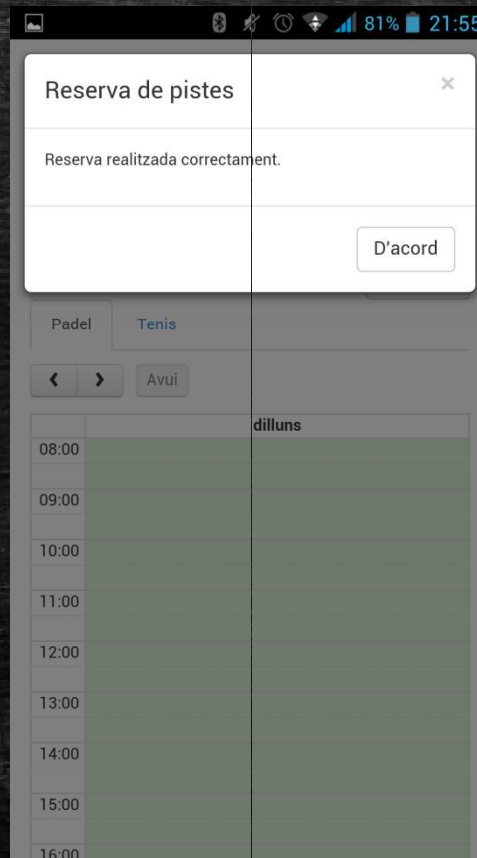 81% 21:55
Reserva de pistes ×
Reserva realitzada correctament.
D'acord
Padel Tenis
Avui
dilluns
08:00
09:00
10:00
11:00
12:00
13:00
14:00
15:00
16:00